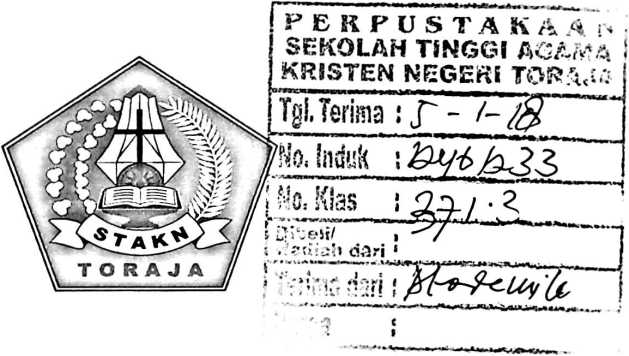 STAKN
TORAJA
PERPUSTAKAAN
SEKOLAH TINGGI AGAMA
KRISTEN NEGERI TORAJA
Tgl. Terima : 5-1-18
No. Induk :
No. Klas : 371.3
Dibeli/
Hadiah dari :
Terima dari :
: